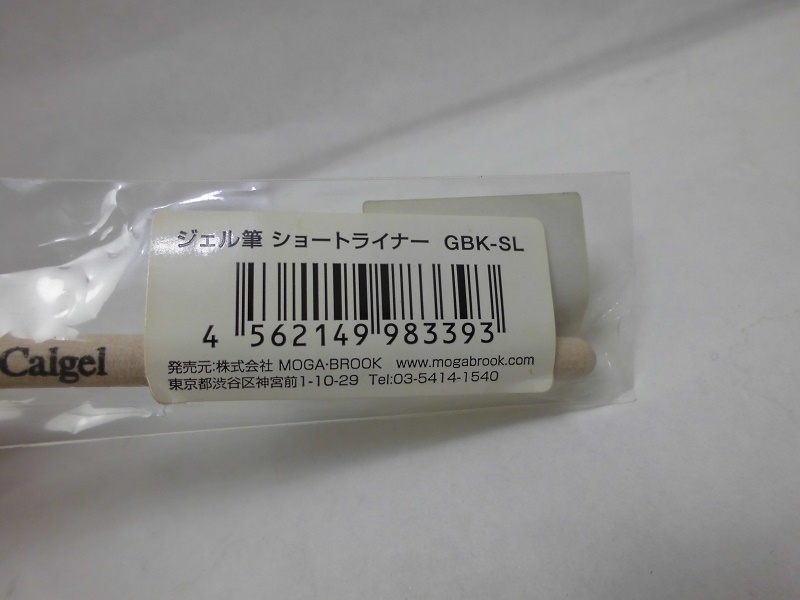 ジェル筆 ショートライナー GBK-SL
4 562149 983393
Calgel
発売元:株式会社 MOGA・BROOK www.mogabrook.com
東京都渋谷区神宮前1-10-29 Tel:03-5414-1540